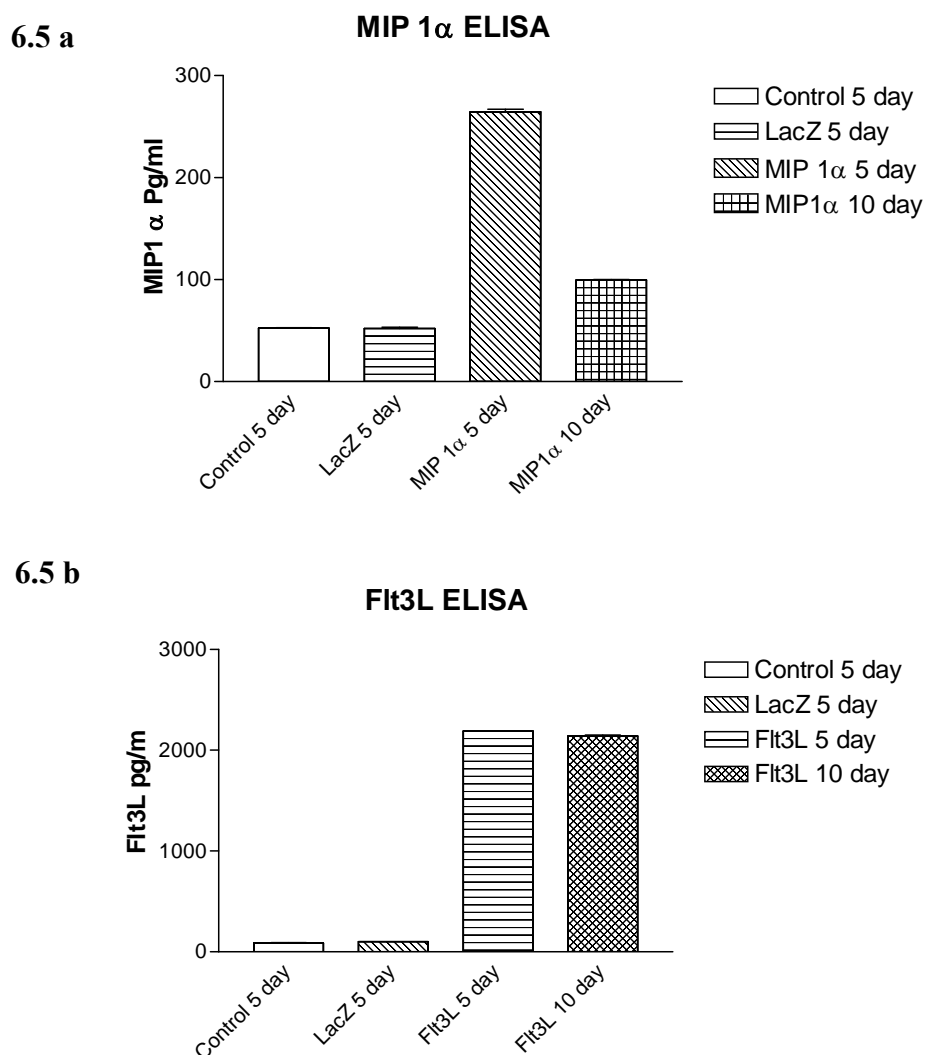 6.5 a
MIP 1α ELISA
MIP1 α Pg/ml
300
200
100
0
Control 5 day
LacZ 5 day
MIP 1α 5 day
MIP1α 10 day
Control 5 day
LacZ 5 day
MIP 1α 5 day
MIP1α 10 day
6.5 b
Flt3L ELISA
Flt3L pg/m
3000
2000
1000
0
Control 5 day
LacZ 5 day
Flt3L 5 day
Flt3L 10 day
Control 5 day
LacZ 5 day
Flt3L 5 day
Flt3L 10 day